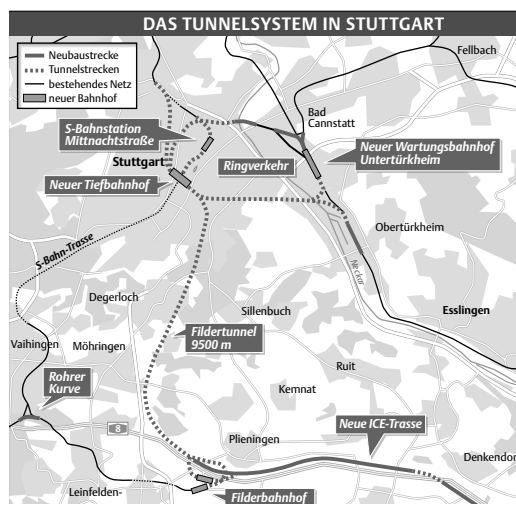 DAS TUNNELSYSTEM IN STUTTGART
Neubaustrecke
Tunnelstrecken
bestehendes Netz
neuer Bahnhof
Fellbach
Bad
Cannstatt
S-Bahnstation
Mittnachtstraße
Stuttgart
Neuer Tiefbahnhof
Ringverkehr
Neuer Wartungsbahnhof
Untertürkheim
Obertürkheim
S-Bahn-Trasse
Neckar
Degerloch
Sillenbuch
Esslingen
Vaihingen
Möhringen
Fildertunnel
9500 m
Ruit
Rohrer
Kurve
Kemnat
8
Plieningen
Neue ICE-Trasse
Denkendorf
Leinfelden-
Filderbahnhof